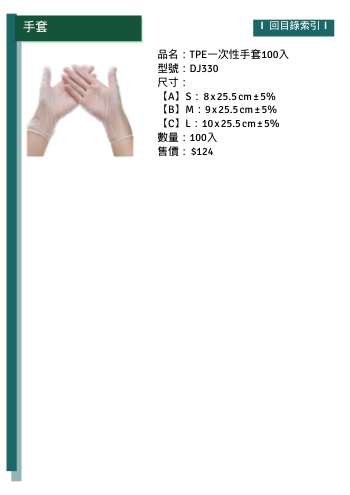 手套
I 回目錄索引 I
品名：TPE一次性手套100入
型號：DJ330
尺寸：
【A】S：8x25.5cm±5%
【B】M：9x25.5cm±5%
【C】L：10x25.5cm±5%
數量：100入
售價：$124